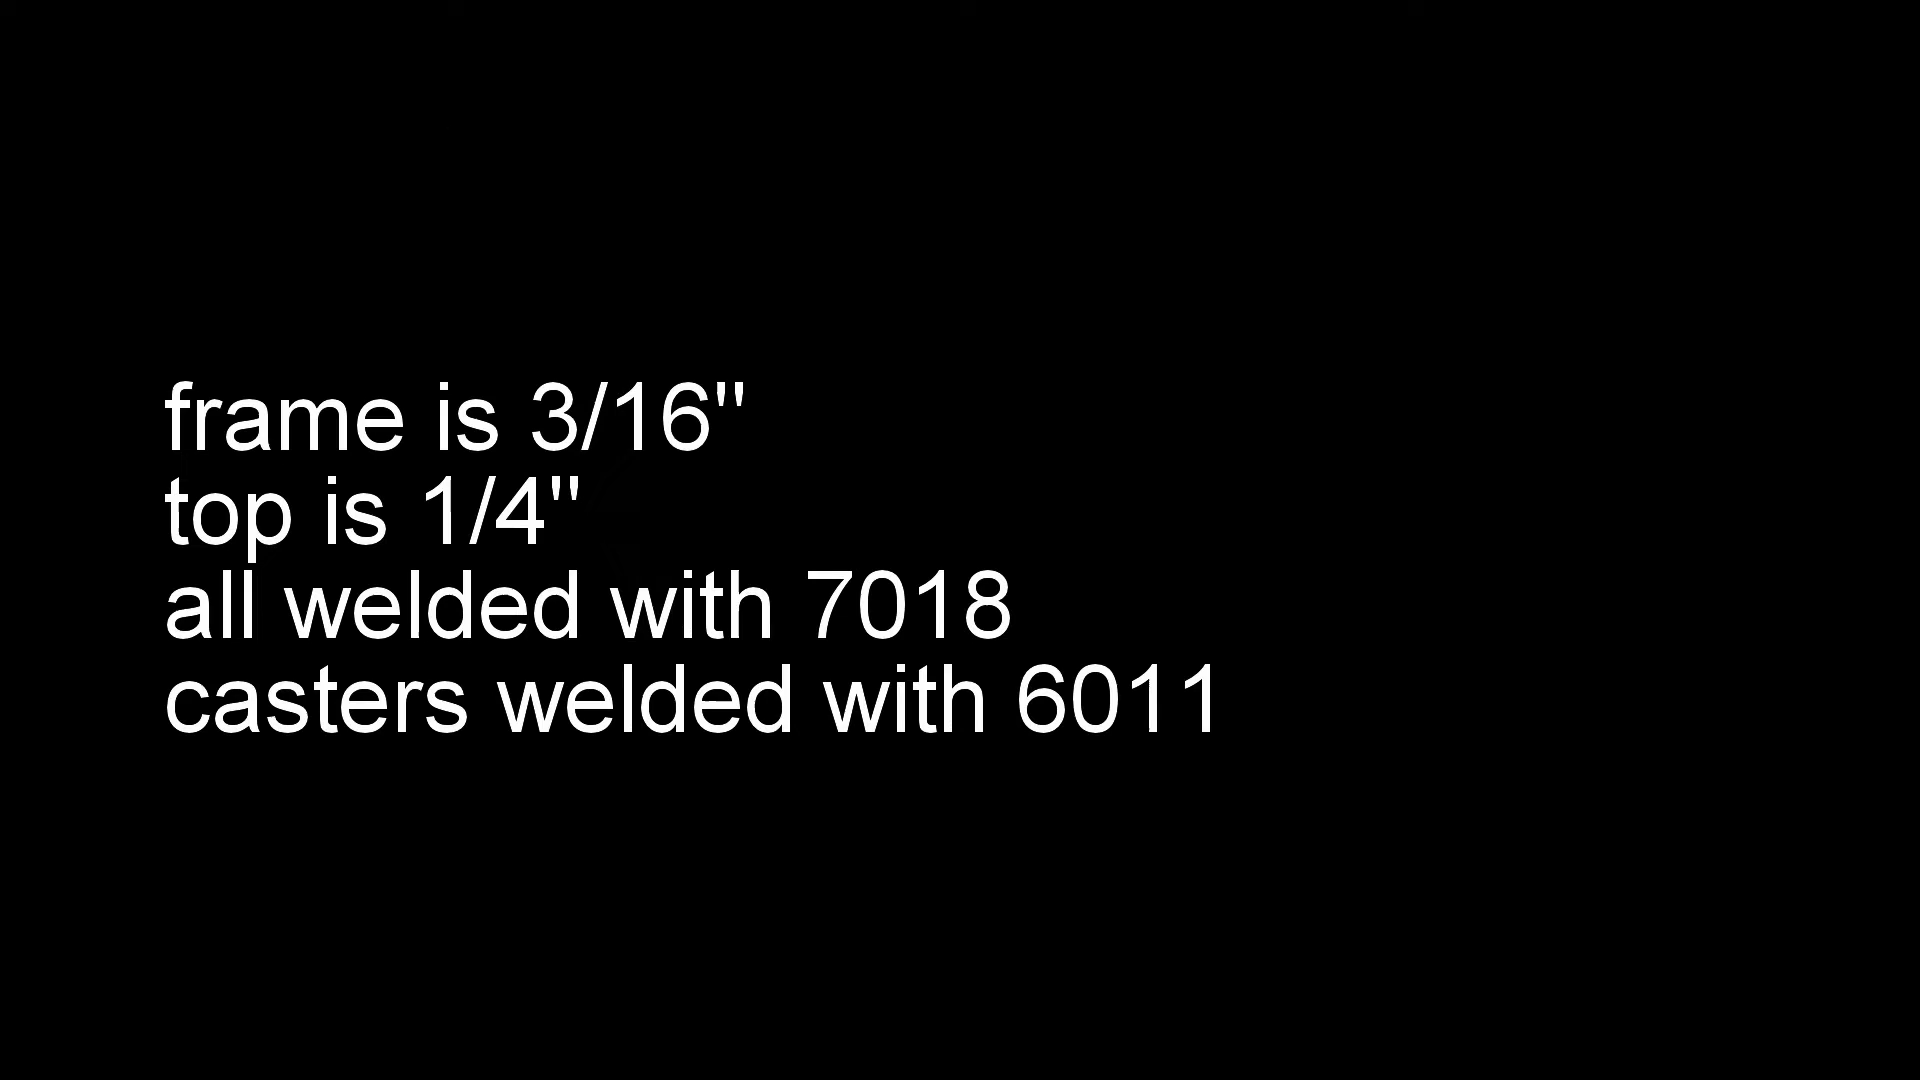 frame is 3/16"
top is 1/4"
all welded with 7018
casters welded with 6011